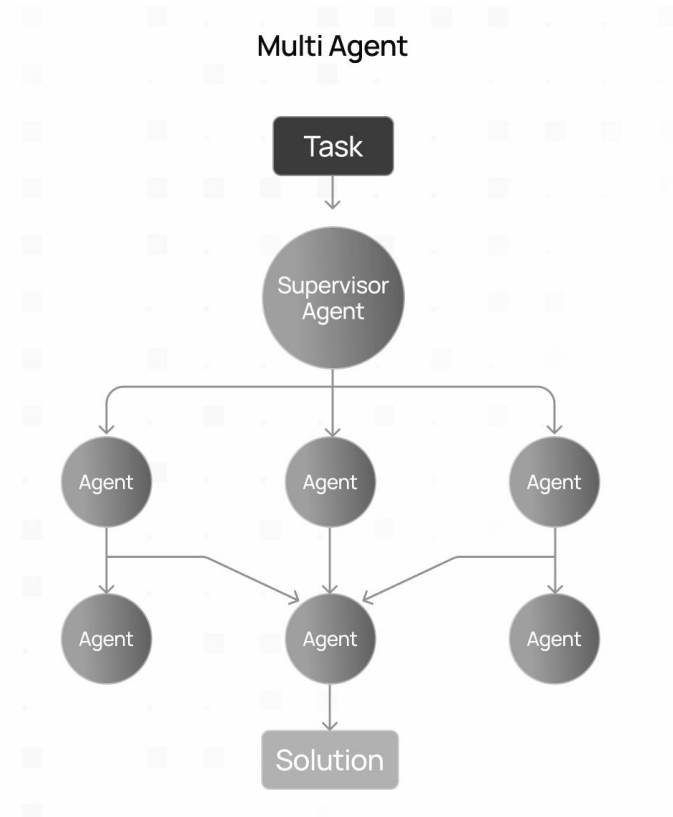 Multi Agent
Task
Supervisor
Agent
Agent
Agent
Agent
Agent
Agent
Agent
Solution